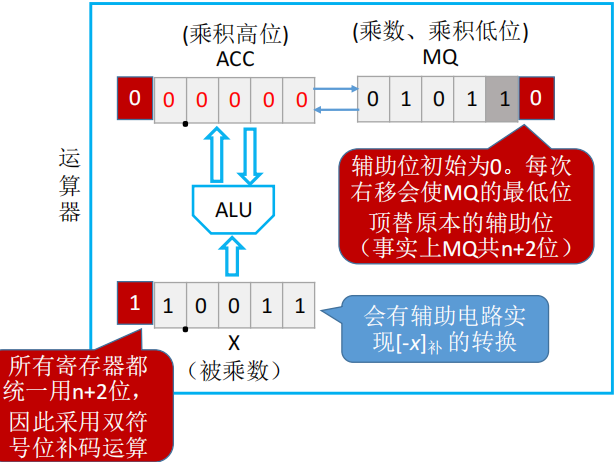 (乘积高位)
ACC
(乘数、乘积低位)
MQ
0 0 0 0 0 0
0 1 0 1 1 0
辅助位初始为0。每次
右移会使MQ的最低位
顶替原本的辅助位
（事实上MQ共n+2位）
运
算
器
ALU
1 1 0 0 1 1
X
（被乘数）
会有辅助电路实
现[-x]补 的转换
所有寄存器都
统一用n+2位，
因此采用双符
号位补码运算